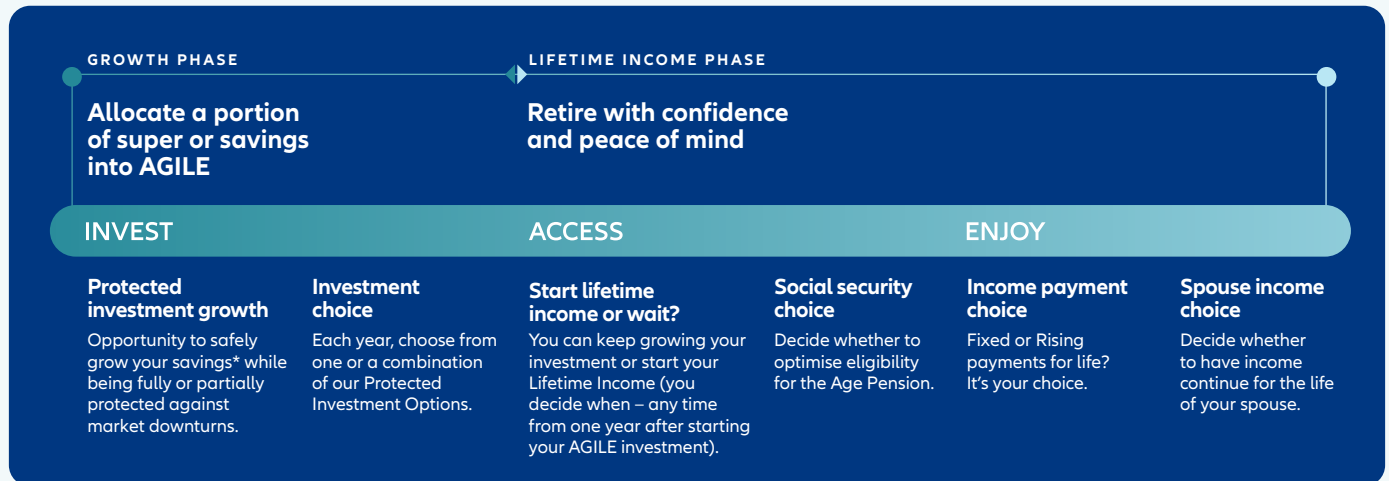 GROWTH PHASE
LIFETIME INCOME PHASE
Allocate a portion
of super or savings
into AGILE
Retire with confidence
and peace of mind
INVEST
ACCESS
ENJOY
Protected
investment growth
Opportunity to safely
grow your savings* while
being fully or partially
protected against
market downturns.
Investment
choice
Each year, choose from
one or a combination
of our Protected
Investment Options.
Start lifetime
income or wait?
You can keep growing your
investment or start your
Lifetime Income (you
decide when – any time
from one year after starting
your AGILE investment).
Social security
choice
Decide whether to
optimise eligibility
for the Age Pension.
Income payment
choice
Fixed or Rising
payments for life?
It’s your choice.
Spouse income
choice
Decide whether
to have income
continue for the life
of your spouse.